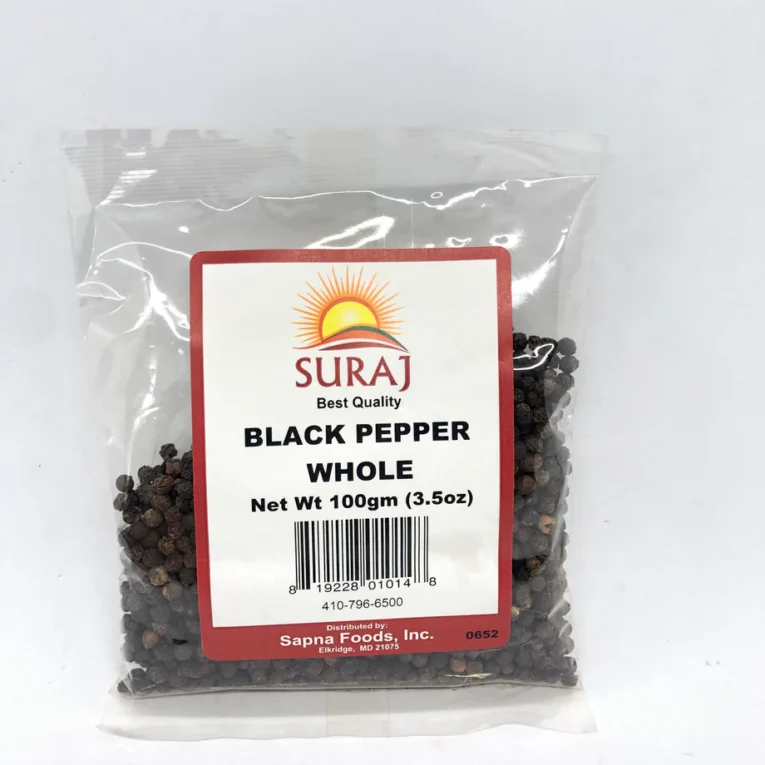 SURAJ
Best Quality
BLACK PEPPER
WHOLE
Net Wt 100gm (3.5oz)
8 19228 01014 8
410-796-6500
Distributed by:
Sapna Foods, Inc.
Elkridge, MD 21075
0652